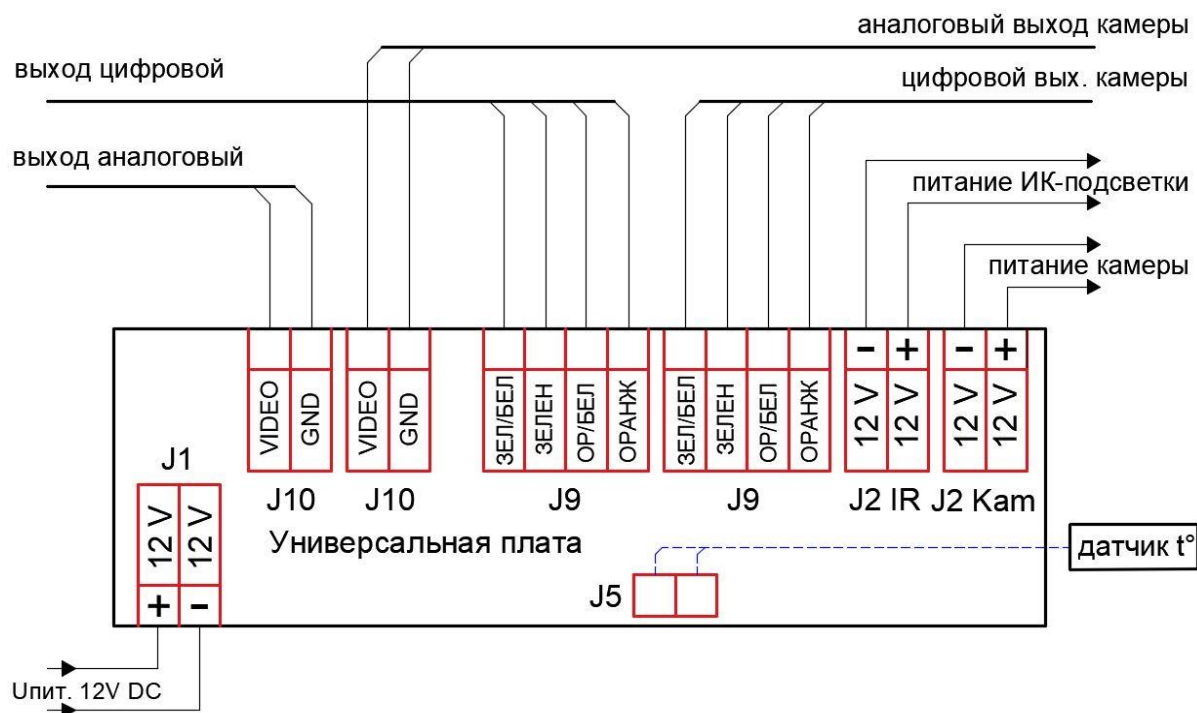 аналоговый выход камеры
выход цифровой
цифровой вых. камеры
выход аналоговый
питание ИК-подсветки
питание камеры
VIDEO
GND
VIDEO
GND
ЗЕЛ/БЕЛ
ЗЕЛЕН
ОР/БЕЛ
ОРАНЖ
ЗЕЛ/БЕЛ
ЗЕЛЕН
ОР/БЕЛ
ОРАНЖ
- 12 V
+ 12 V
- 12 V
+ 12 V
J1
J10
J10
J9
J9
J2 IR
J2 Kam
12 V +
12 V -
Универсальная плата
датчик t°
J5
Uпит. 12V DC